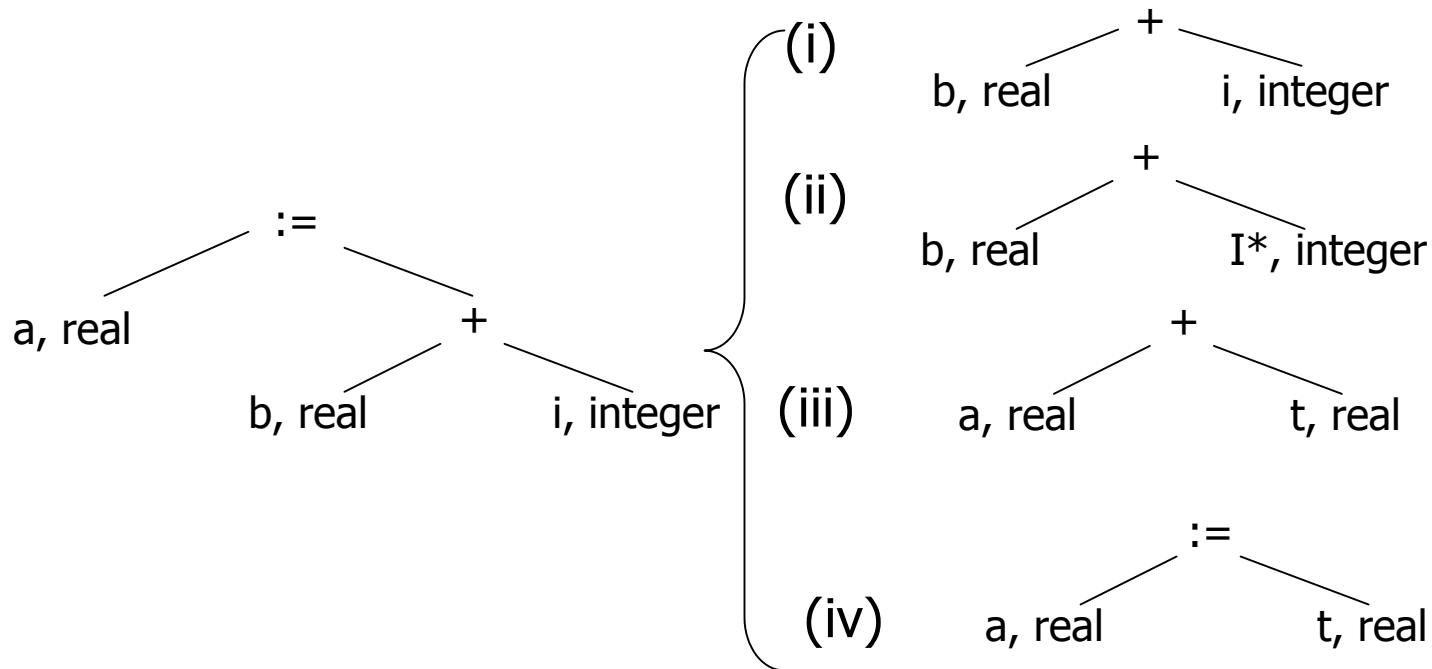 :=
a, real
+
b, real
i, integer
(i)
+
b, real
i, integer
(ii)
+
b, real
I*, integer
(iii)
+
a, real
t, real
(iv)
:=
a, real
t, real